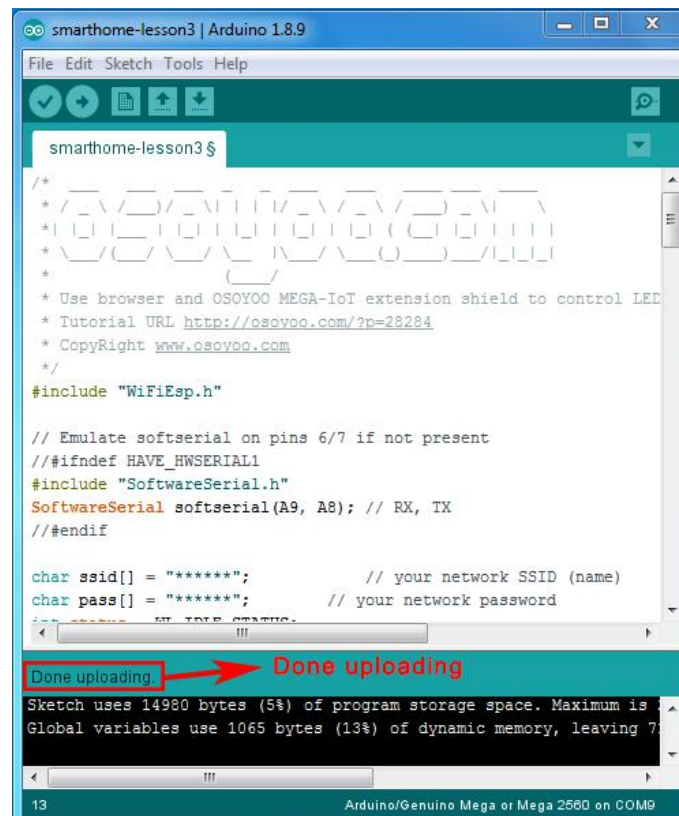 smarthome-lesson3 | Arduino 1.8.9
File Edit Sketch Tools Help
smarthome-lesson3 §
/*
* Use browser and OSOYOO MEGA-IoT extension shield to control LED
* Tutorial URL http://osoyoo.com/?p=28284
* CopyRight www.osoyoo.com
*/
#include "WiFiEsp.h"
// Emulate softserial on pins 6/7 if not present
//#ifndef HAVE_HWSERIAL1
#include "SoftwareSerial.h"
SoftwareSerial softserial(A9, A8); // RX, TX
//#endif
char ssid[] = "******"; // your network SSID (name)
char pass[] = "******"; // your network password
int status = WL_IDLE_STATUS;
Done uploading.
Done uploading
Sketch uses 14980 bytes (5%) of program storage space. Maximum is
Global variables use 1065 bytes (13%) of dynamic memory, leaving
13
Arduino/Genuino Mega or Mega 2560 on COM9